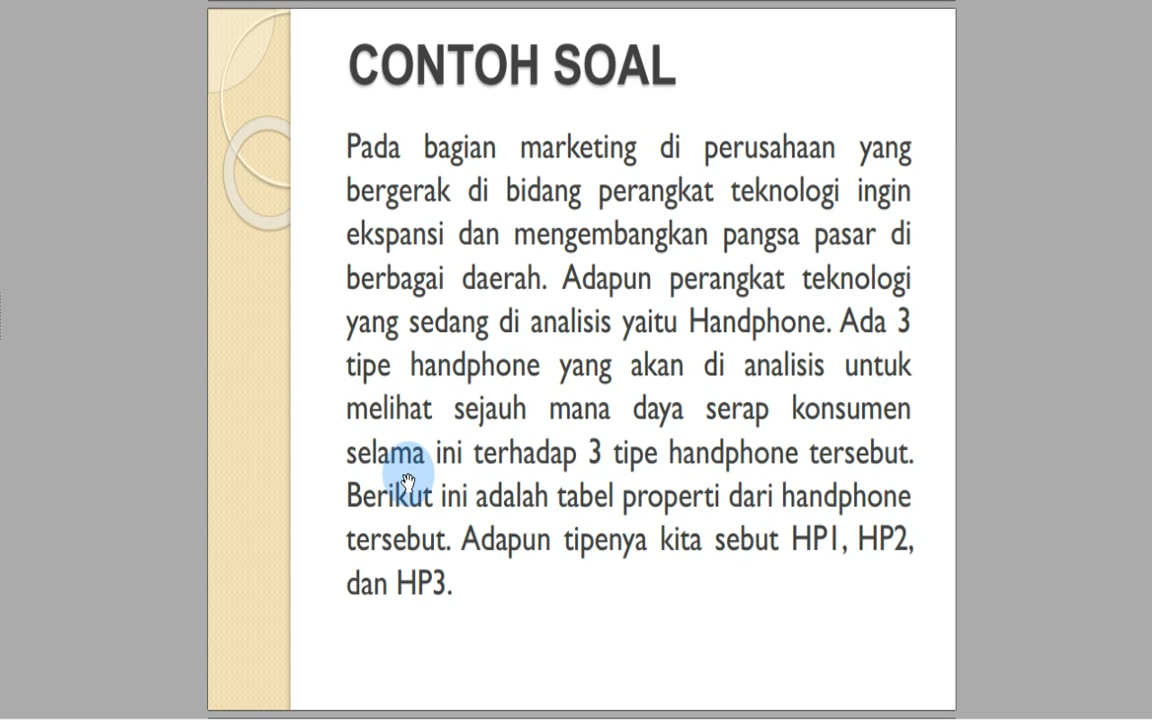 CONTOH SOAL
Pada bagian marketing di perusahaan yang
bergerak di bidang perangkat teknologi ingin
ekspansi dan mengembangkan pangsa pasar di
berbagai daerah. Adapun perangkat teknologi
yang sedang di analisis yaitu Handphone. Ada 3
tipe handphone yang akan di analisis untuk
melihat sejauh mana daya serap konsumen
selama ini terhadap 3 tipe handphone tersebut.
Berikut ini adalah tabel properti dari handphone
tersebut. Adapun tipenya kita sebut HP1, HP2,
dan HP3.